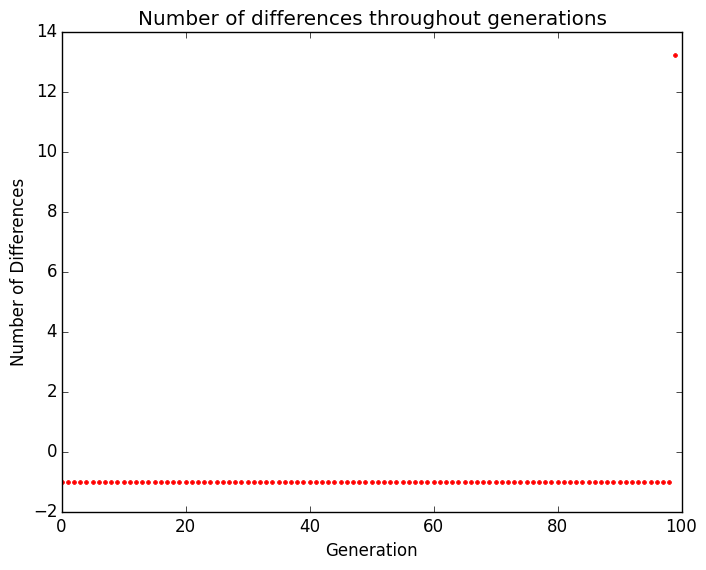 Number of differences throughout generations
14
12
10
8
6
4
2
0
−2
Number of Differences
0 20 40 60 80 100
Generation